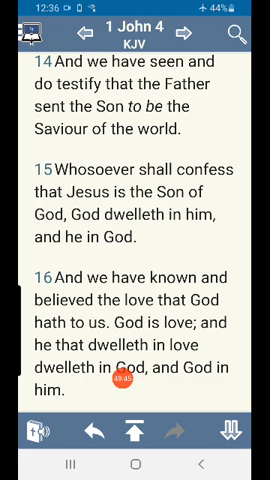 12:36 44%
1 John 4
KJV
14 And we have seen and
do testify that the Father
sent the Son to be the
Saviour of the world.
15 Whosoever shall confess
that Jesus is the Son of
God, God dwelleth in him,
and he in God.
16 And we have known and
believed the love that God
hath to us. God is love; and
he that dwelleth in love
dwelleth in God, and God in
49:45
him.